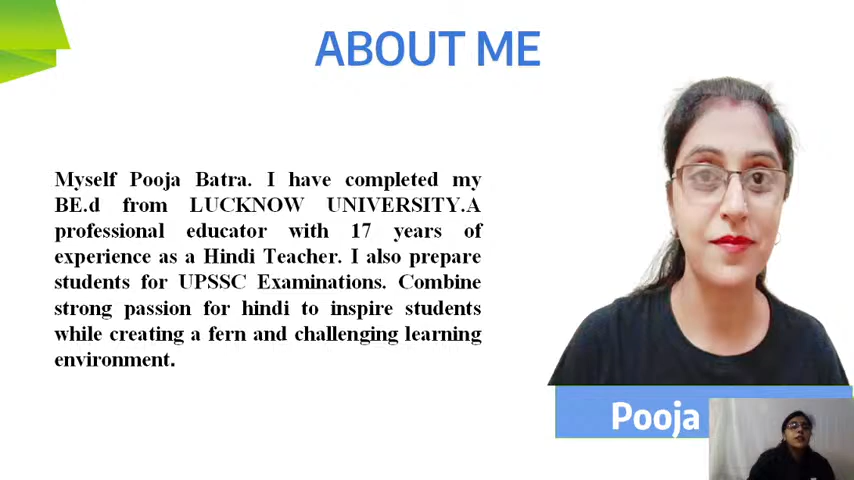 ABOUT ME
Myself Pooja Batra. I have completed my
BE.d from LUCKNOW UNIVERSITY.A
professional educator with 17 years of
experience as a Hindi Teacher. I also prepare
students for UPSSC Examinations. Combine
strong passion for hindi to inspire students
while creating a fern and challenging learning
environment.
Pooja